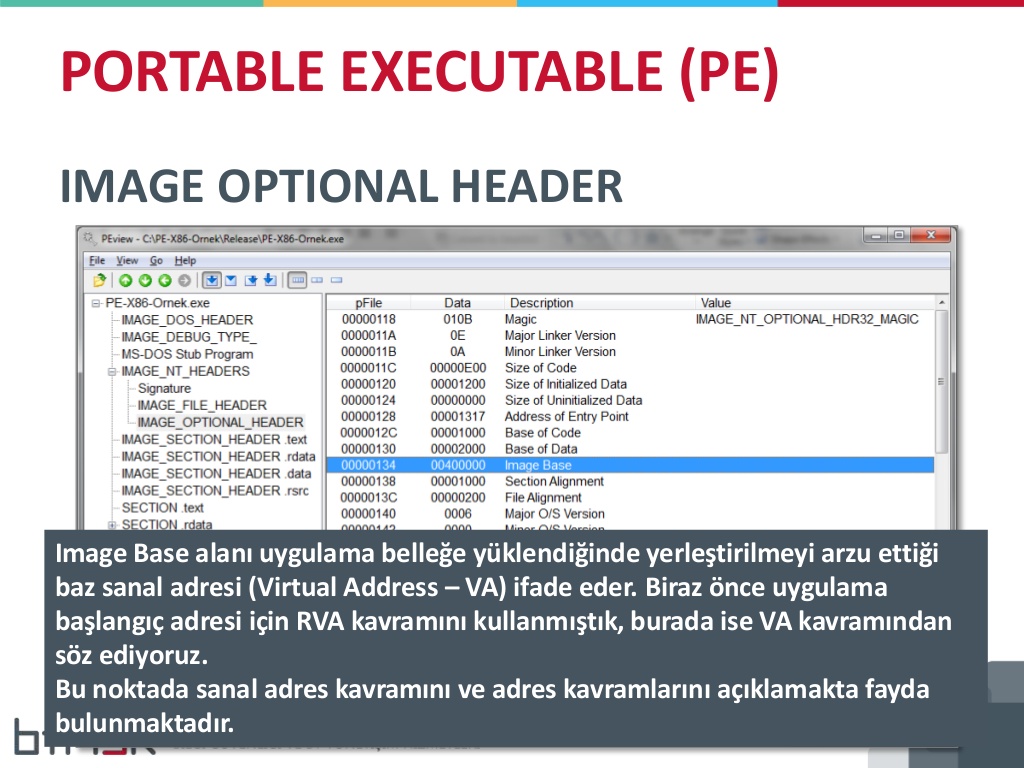 PORTABLE EXECUTABLE (PE)
IMAGE OPTIONAL HEADER
PEview - C:\PE-X86-Ornek\Release\PE-X86-Ornek.exe
File View Go Help
PE-X86-Ornek.exe
IMAGE_DOS_HEADER
IMAGE_DEBUG_TYPE_
MS-DOS Stub Program
IMAGE_NT_HEADERS
Signature
IMAGE_FILE_HEADER
IMAGE_OPTIONAL_HEADER
IMAGE_SECTION_HEADER .text
IMAGE_SECTION_HEADER .rdata
IMAGE_SECTION_HEADER .data
IMAGE_SECTION_HEADER .rsrc
SECTION .text
SECTION .rdata
pFile Data Description Value
00000118 010B Magic IMAGE_NT_OPTIONAL_HDR32_MAGIC
0000011A 0E Major Linker Version
0000011B 0A Minor Linker Version
0000011C 00000E00 Size of Code
00000120 00001200 Size of Initialized Data
00000124 00000000 Size of Uninitialized Data
00000128 00001317 Address of Entry Point
0000012C 00001000 Base of Code
00000130 00002000 Base of Data
00000134 00400000 Image Base
00000138 00001000 Section Alignment
0000013C 00000200 File Alignment
00000140 0006 Major O/S Version
00000142 0000 Minor O/S Version
Image Base alanı uygulama belleğe yüklendiğinde yerleştirilmeyi arzu ettiği
baz sanal adresi (Virtual Address – VA) ifade eder. Biraz önce uygulama
başlangıç adresi için RVA kavramını kullanmıştık, burada ise VA kavramından
söz ediyoruz.
Bu noktada sanal adres kavramını ve adres kavramlarını açıklamakta fayda
bulunmaktadır.